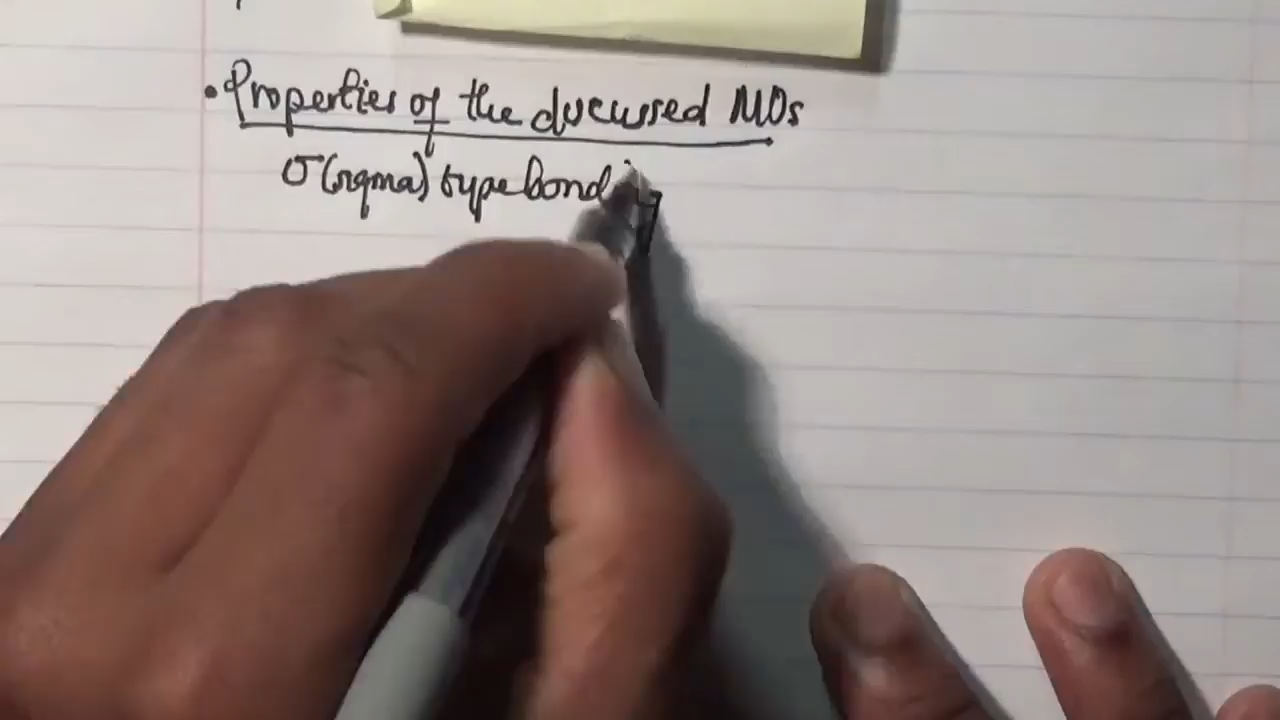 • Properties of the discussed MOs
σ(sigma) type bond